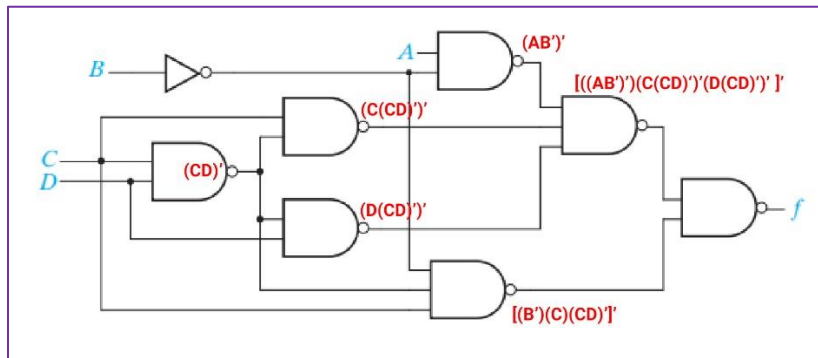 A
(AB')'
B
[((AB')')(C(CD)')'(D(CD)')' ]'
(C(CD)')'
C
(CD)'
D
(D(CD)')'
f
[(B')(C)(CD)']'